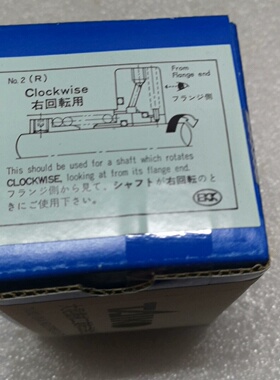 No.2 (R)
Clockwise
右回転用
From
Flange end
フランジ側
This should be used for a shaft which rotates
CLOCKWISE, looking at from its flange end.
フランジ側から見て、シャフトが右回転のと
きにご使用下さい。